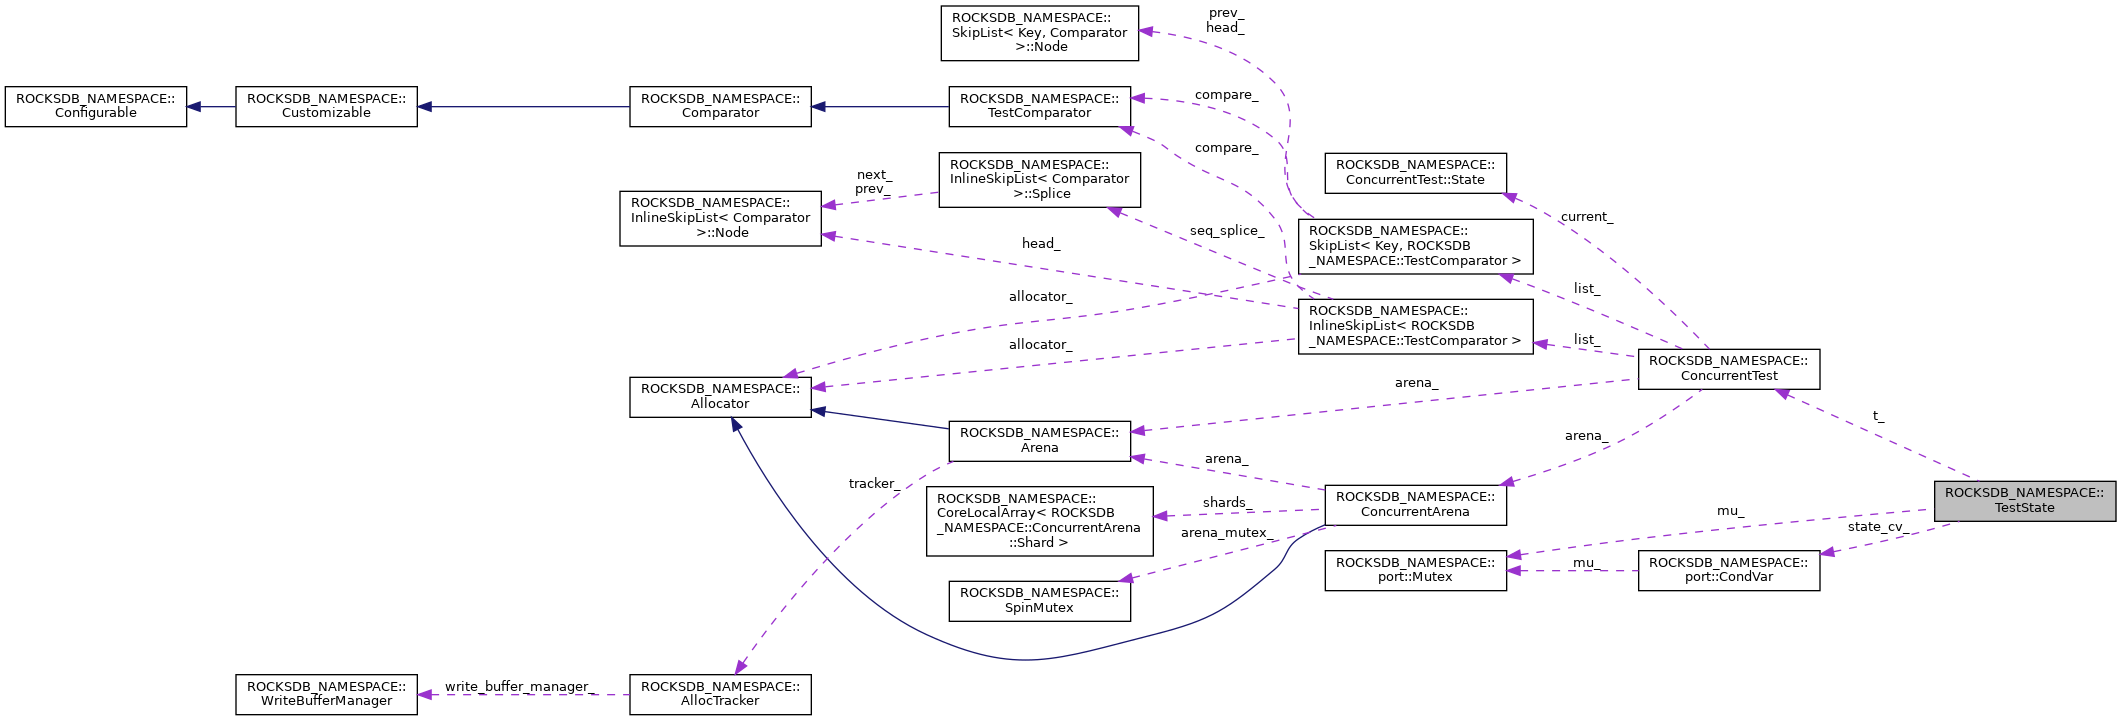 ROCKSDB_NAMESPACE::
SkipList< Key, Comparator
>::Node
prev_
head_
ROCKSDB_NAMESPACE::
Configurable
ROCKSDB_NAMESPACE::
Customizable
ROCKSDB_NAMESPACE::
Comparator
ROCKSDB_NAMESPACE::
TestComparator
compare_
compare_
ROCKSDB_NAMESPACE::
InlineSkipList< Comparator
>::Splice
next_
prev_
ROCKSDB_NAMESPACE::
InlineSkipList< Comparator
>::Node
ROCKSDB_NAMESPACE::
ConcurrentTest::State
current_
seq_splice_
head_
ROCKSDB_NAMESPACE::
SkipList< Key, ROCKSDB
_NAMESPACE::TestComparator >
list_
allocator_
ROCKSDB_NAMESPACE::
InlineSkipList< ROCKSDB
_NAMESPACE::TestComparator >
list_
allocator_
ROCKSDB_NAMESPACE::
ConcurrentTest
ROCKSDB_NAMESPACE::
Allocator
arena_
t_
ROCKSDB_NAMESPACE::
Arena
arena_
arena_
tracker_
ROCKSDB_NAMESPACE::
CoreLocalArray< ROCKSDB
_NAMESPACE::ConcurrentArena
::Shard >
shards_
ROCKSDB_NAMESPACE::
ConcurrentArena
ROCKSDB_NAMESPACE::
TestState
mu_
state_cv_
arena_mutex_
ROCKSDB_NAMESPACE::
port::Mutex
mu_
ROCKSDB_NAMESPACE::
port::CondVar
ROCKSDB_NAMESPACE::
SpinMutex
ROCKSDB_NAMESPACE::
WriteBufferManager
write_buffer_manager_
ROCKSDB_NAMESPACE::
AllocTracker